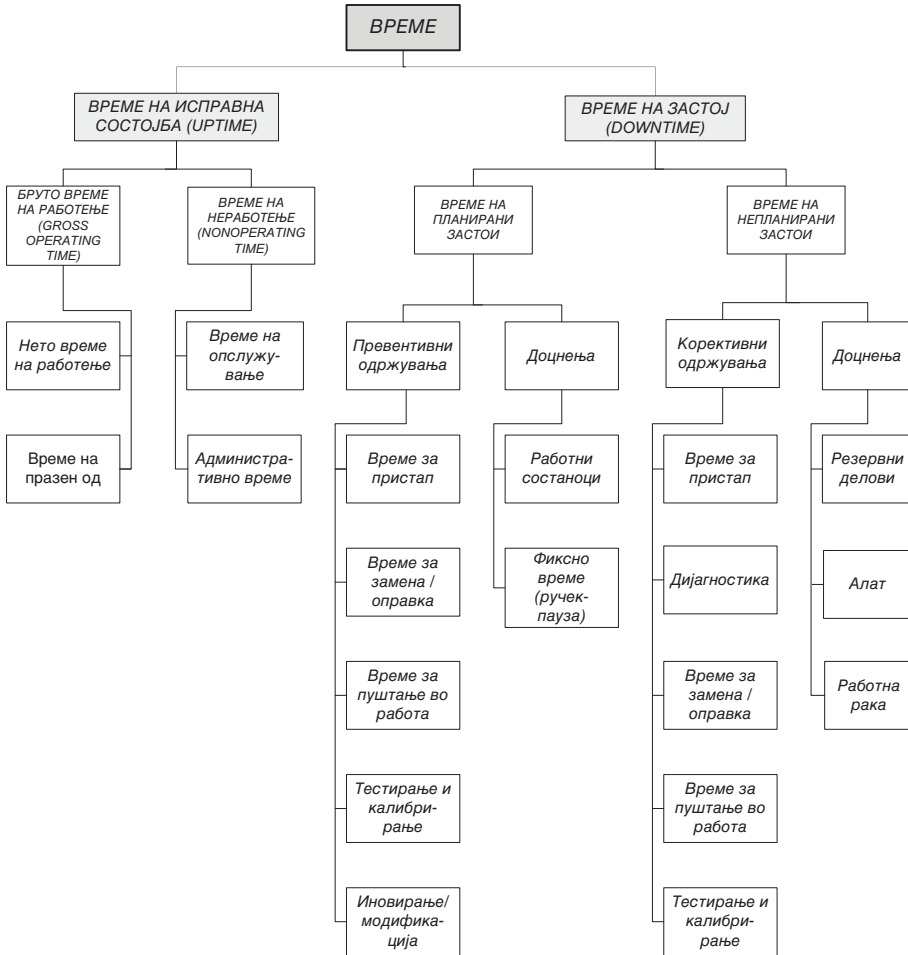 ВРЕМЕ
ВРЕМЕ НА ИСПРАВНА
СОСТОЈБА (UPTIME)
ВРЕМЕ НА ЗАСТОЈ
(DOWNTIME)
БРУТО ВРЕМЕ
НА РАБОТЕЊЕ
(GROSS
OPERATING
TIME)
ВРЕМЕ НА
НЕРАБОТЕЊЕ
(NONOPERATING
TIME)
ВРЕМЕ НА
ПЛАНИРАНИ
ЗАСТОИ
ВРЕМЕ НА
НЕПЛАНИРАНИ
ЗАСТОИ
Нето време
на работење
Време на
опслужу-
вање
Превентивни
одржувања
Доцнења
Корективни
одржувања
Доцнења
Време на
празен од
Администра-
тивно време
Време за
пристап
Работни
состаноци
Време за
пристап
Резервни
делови
Време за
замена /
оправка
Фиксно
време
(ручек-
пауза)
Дијагностика
Алат
Време за
пуштање во
работа
Време за
замена /
оправка
Работна
рака
Тестирање и
калибри-
рање
Време за
пуштање во
работа
Иновирање/
модифика-
ција
Тестирање и
калибри-
рање